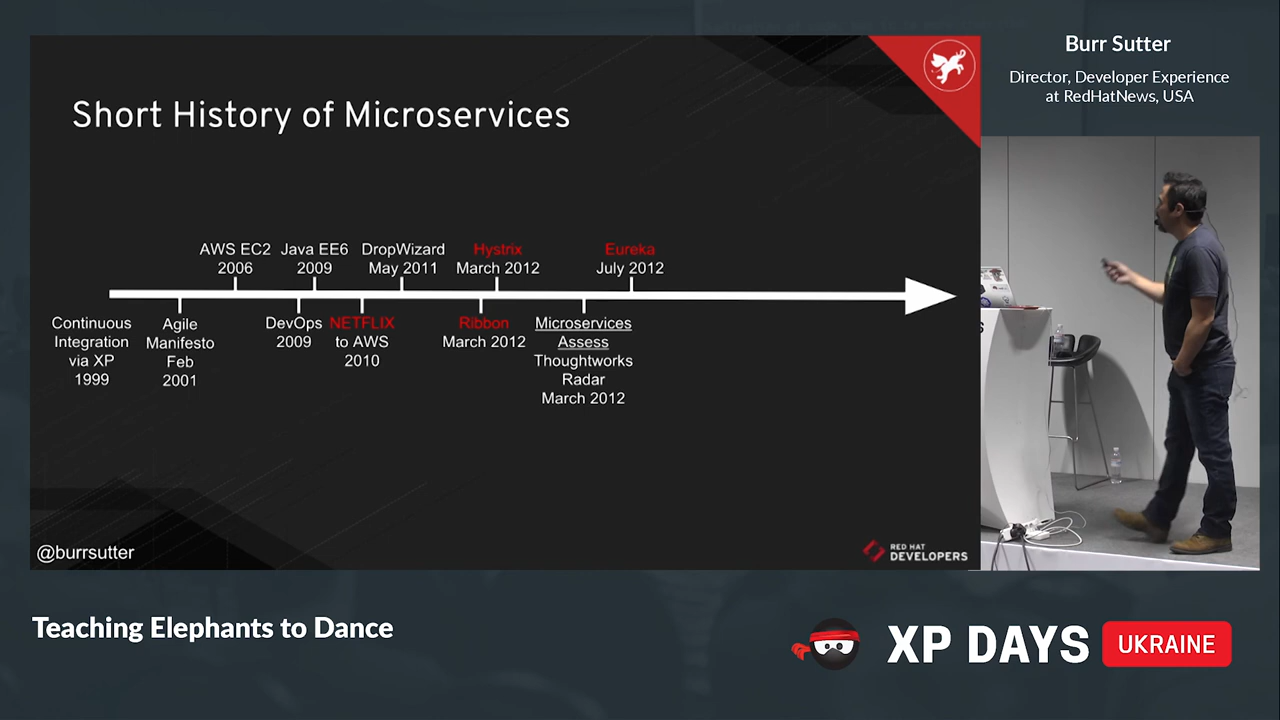 Burr Sutter
Director, Developer Experience
at RedHatNews, USA
Short History of Microservices
AWS EC2
2006
Java EE6
2009
DropWizard
May 2011
Hystrix
March 2012
Eureka
July 2012
Continuous
Integration
via XP
1999
Agile
Manifesto
Feb
2001
DevOps
2009
NETFLIX
to AWS
2010
Ribbon
March 2012
Microservices
Assess
Thoughtworks
Radar
March 2012
@burrsutter
RED HAT
DEVELOPERS
Teaching Elephants to Dance
XP DAYS
UKRAINE